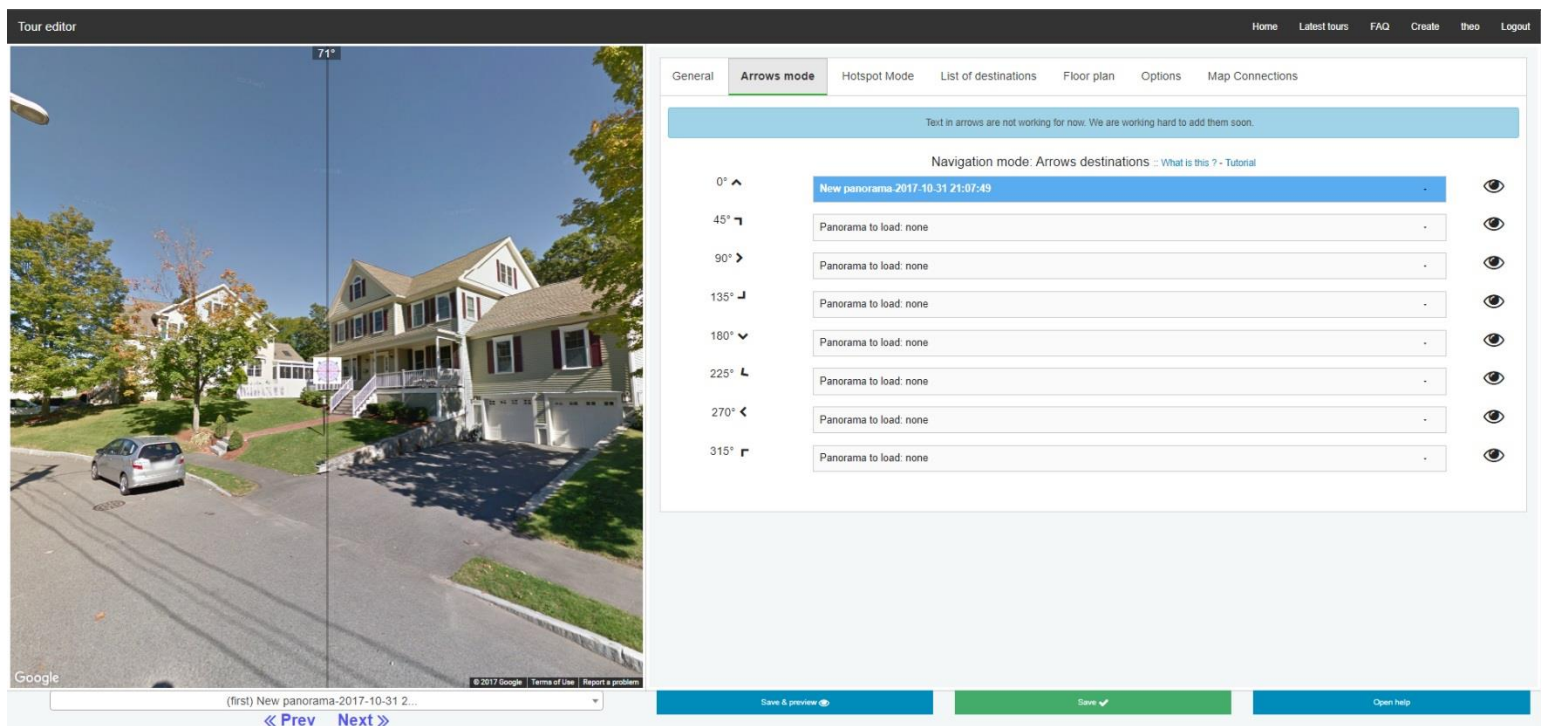 Tour editor
Home Latest tours FAQ Create theo Logout
71°
General Arrows mode Hotspot Mode List of destinations Floor plan Options Map Connections
Text in arrows are not working for now. We are working hard to add them soon.
Navigation mode: Arrows destinations :: What is this ? - Tutorial
0° New panorama-2017-10-31 21:07:49
45° Panorama to load: none
90° Panorama to load: none
135° Panorama to load: none
180° Panorama to load: none
225° Panorama to load: none
270° Panorama to load: none
315° Panorama to load: none
Google
© 2017 Google Terms of Use Report a problem
(first) New panorama-2017-10-31 2...
« Prev Next »
Save & preview
Save
Open help